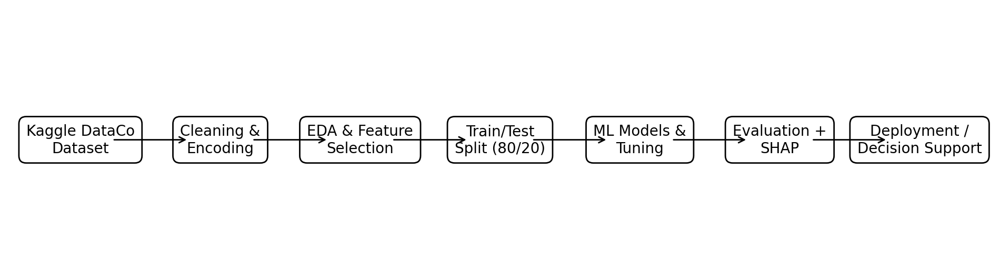 Kaggle DataCo
Dataset
Cleaning &
Encoding
EDA & Feature
Selection
Train/Test
Split (80/20)
ML Models &
Tuning
Evaluation +
SHAP
Deployment /
Decision Support